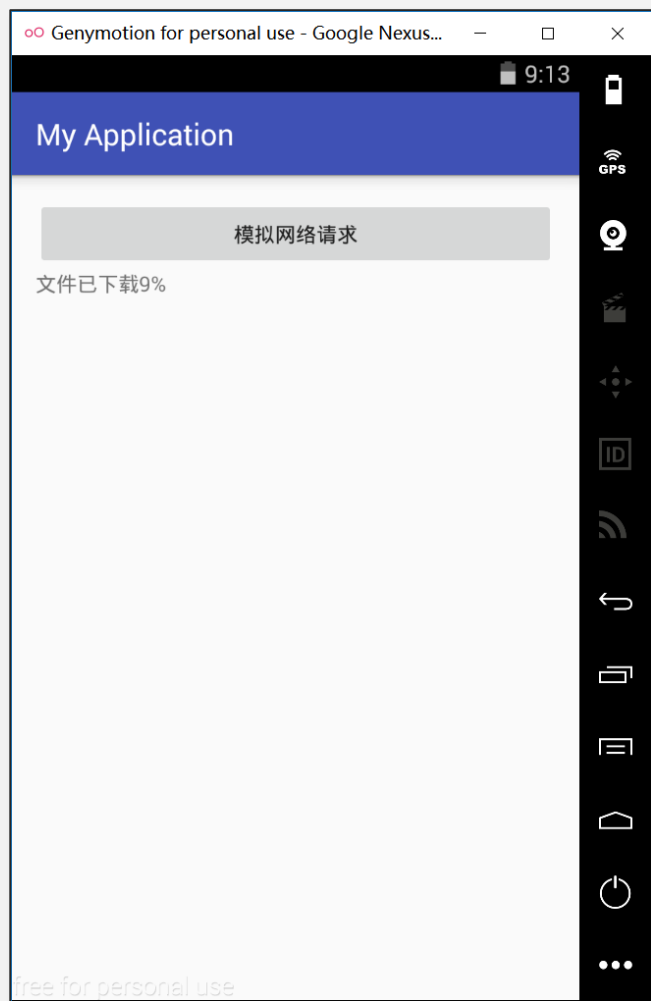 Genymotion for personal use - Google Nexus...
9:13
My Application
GPS
模拟网络请求
文件已下载9%
ID
free for personal use